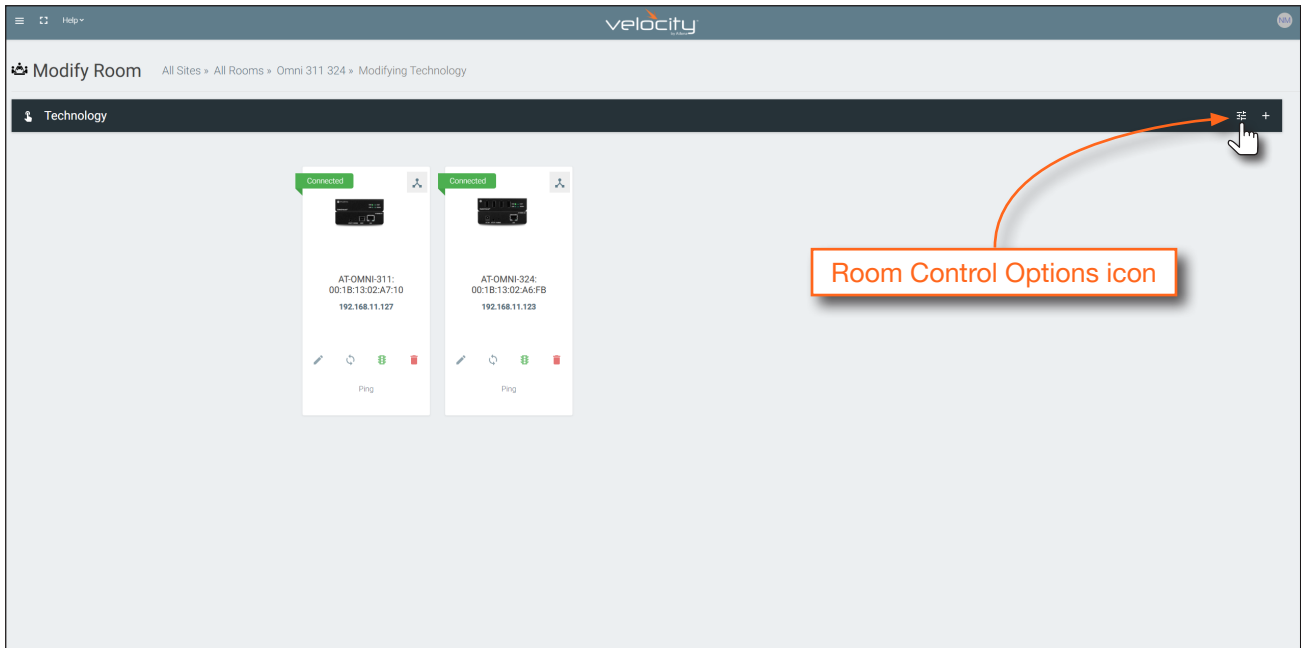 Help
velocity
by Atlona
NM
Modify Room
All Sites » All Rooms » Omni 311 324 » Modifying Technology
Technology
Room Control Options icon
Connected
AT-OMNI-311:
00:1B:13:02:A7:10
192.168.11.127
Ping
Connected
AT-OMNI-324:
00:1B:13:02:A6:FB
192.168.11.123
Ping